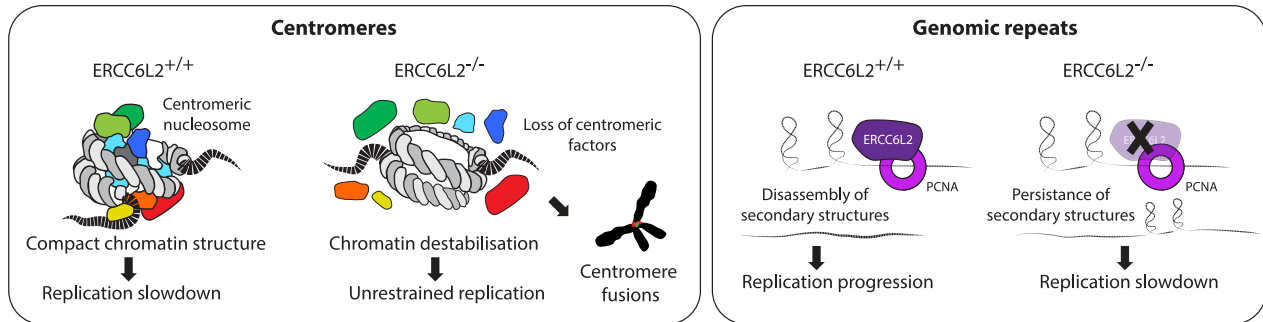 Centromeres
ERCC6L2+/+
Centromeric
nucleosome
Compact chromatin structure
Replication slowdown
ERCC6L2-/-
Loss of centromeric
factors
Chromatin destabilisation
Unrestrained replication
Centromere
fusions
Genomic repeats
ERCC6L2+/+
ERCC6L2
PCNA
Disassembly of
secondary structures
Replication progression
ERCC6L2-/-
ERCC6L2
PCNA
Persistance of
secondary structures
Replication slowdown